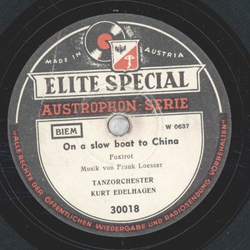 MADE IN AUSTRIA
ELITE SPECIAL
AUSTROPHON-SERIE
BIEM
W 0637
On a slow boat to China
Foxtrot
Musik von Frank Loesser
TANZORCHESTER
KURT EDELHAGEN
30018
"ALLE RECHTE DER ÖFFENTLICHEN WIEDERGABE UND RADIOSENDUNG VORBEHALTEN"